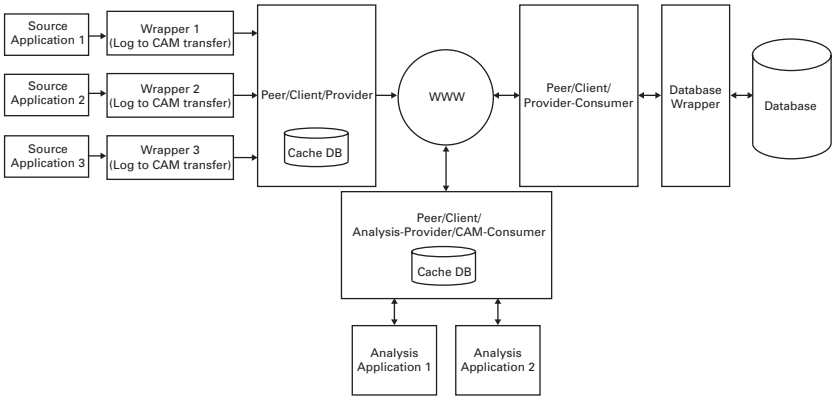 Source
Application 1
Wrapper 1
(Log to CAM transfer)
Source
Application 2
Wrapper 2
(Log to CAM transfer)
Source
Application 3
Wrapper 3
(Log to CAM transfer)
Peer/Client/Provider
Cache DB
WWW
Peer/Client/
Provider-Consumer
Database
Wrapper
Database
Peer/Client/
Analysis-Provider/CAM-Consumer
Cache DB
Analysis
Application 1
Analysis
Application 2